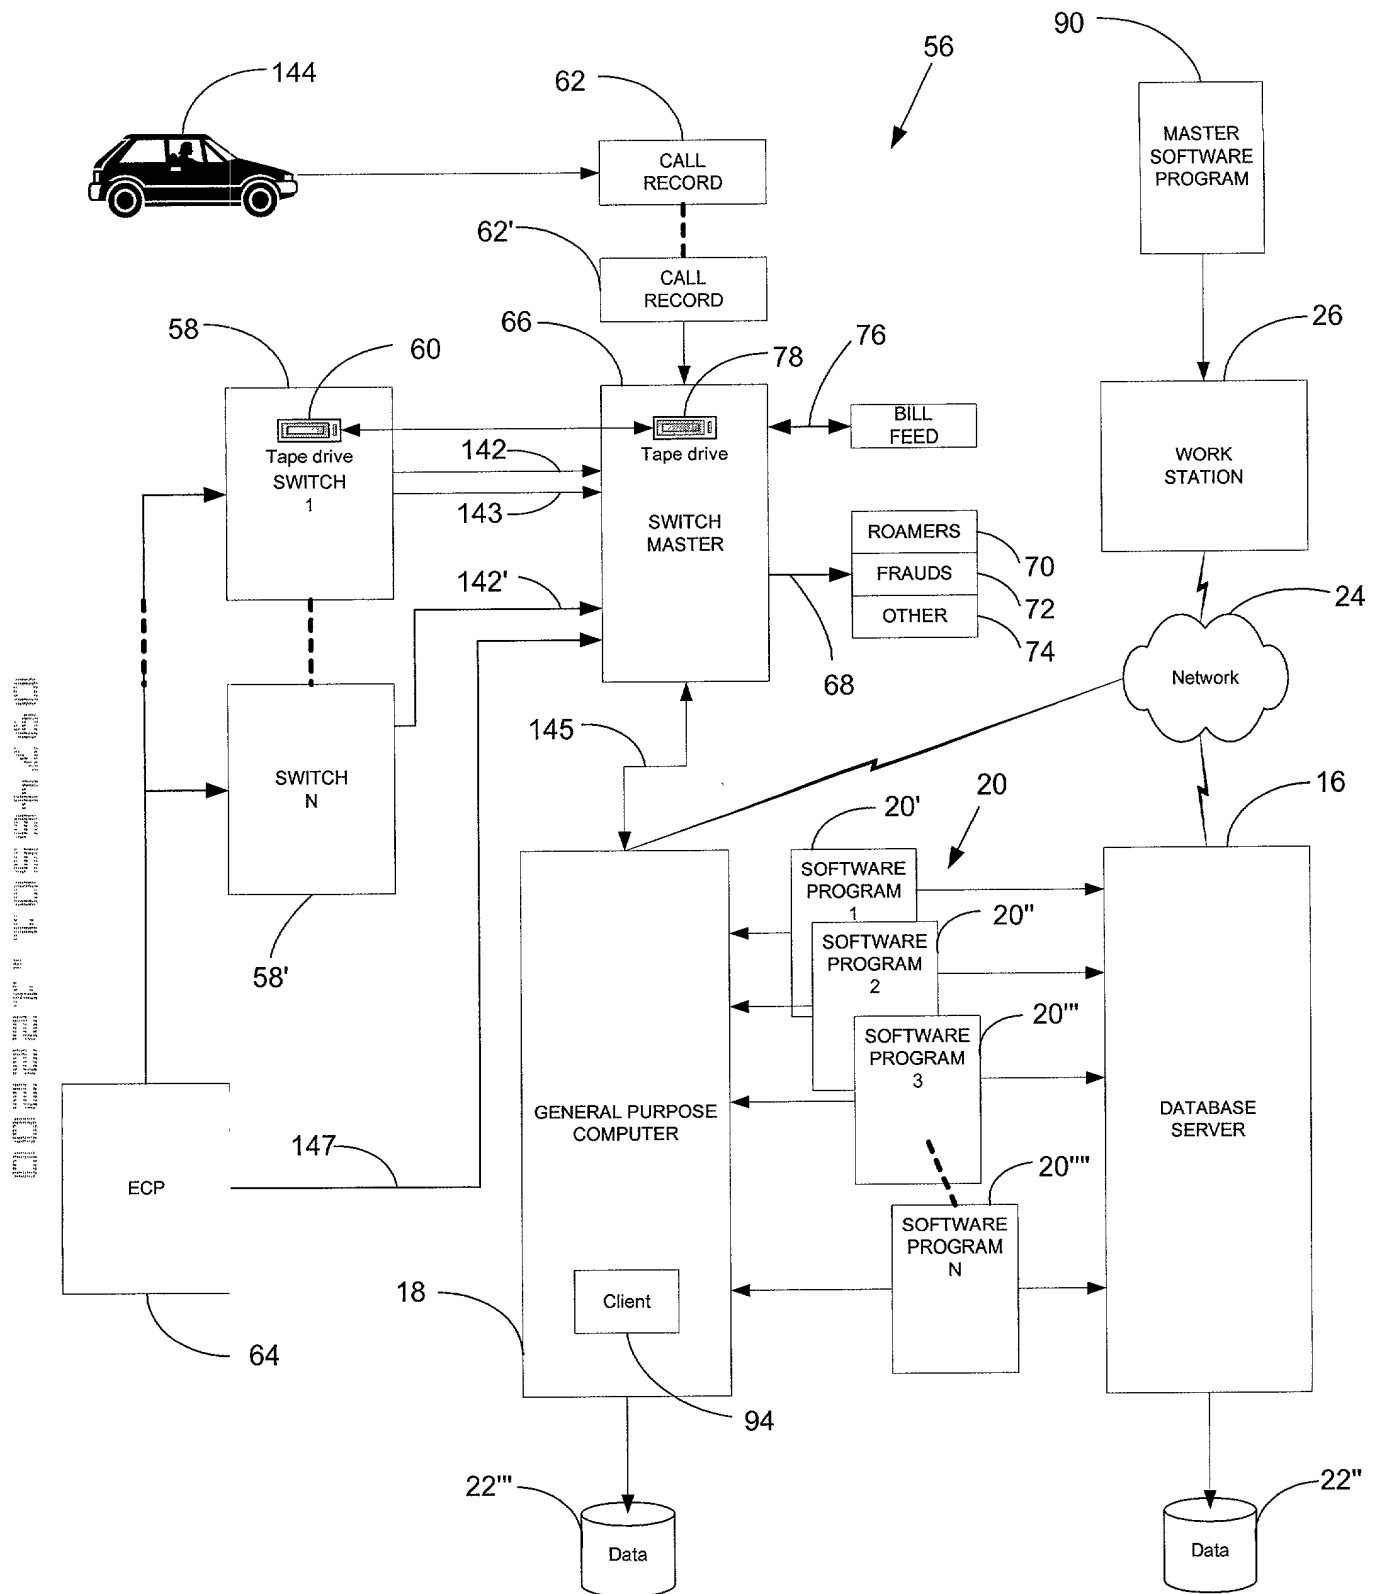 90
56
62
144
CALL
RECORD
MASTER
SOFTWARE
PROGRAM
62'
CALL
RECORD
58
60
66
78
76
26
BILL
FEED
Tape drive
SWITCH
1
142
143
Tape drive
SWITCH
MASTER
WORK
STATION
ROAMERS
FRAUDS
OTHER
70
72
74
68
142'
24
Network
145
SWITCH
N
58'
20'
20
16
SOFTWARE
PROGRAM
1
20''
SOFTWARE
PROGRAM
2
20'''
SOFTWARE
PROGRAM
3
GENERAL PURPOSE
COMPUTER
DATABASE
SERVER
147
ECP
20''''
SOFTWARE
PROGRAM
N
18
Client
64
94
22'''
Data
22''
Data